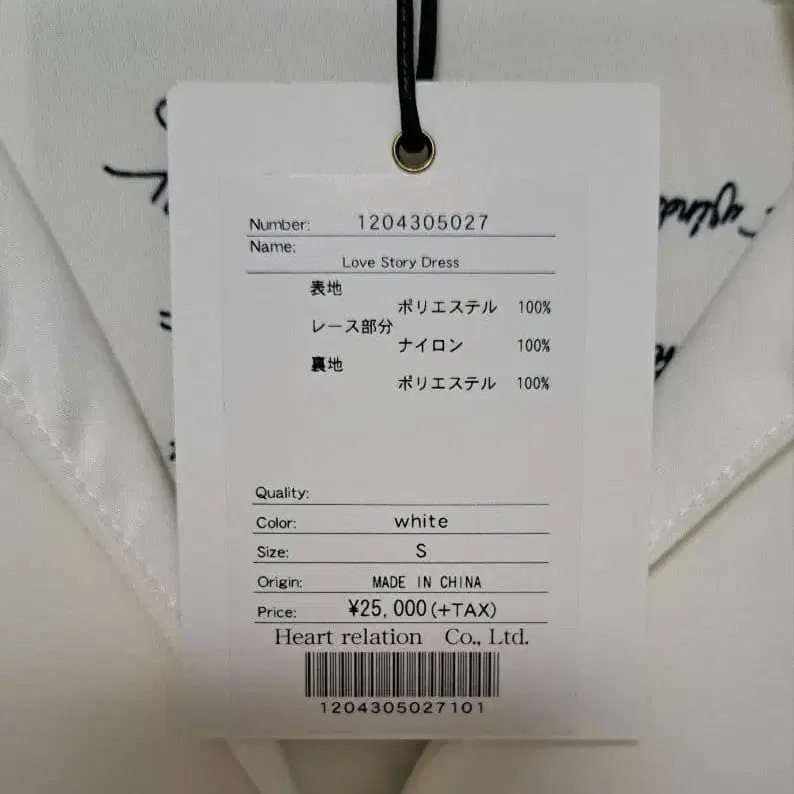 Number: 1204305027
Name:
Love Story Dress
表地
ポリエステル 100%
レース部分
ナイロン 100%
裏地
ポリエステル 100%
Quality:
Color: white
Size: S
Origin: MADE IN CHINA
Price: ¥25,000(+TAX)
Heart relation Co., Ltd.
1204305027101